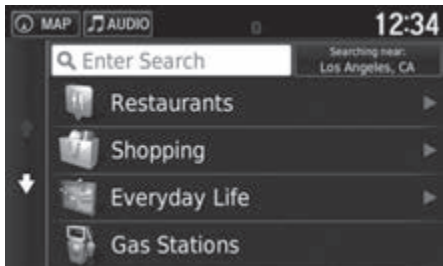 MAP AUDIO 12:34
Enter Search
Searching near:
Los Angeles, CA
Restaurants
Shopping
Everyday Life
Gas Stations